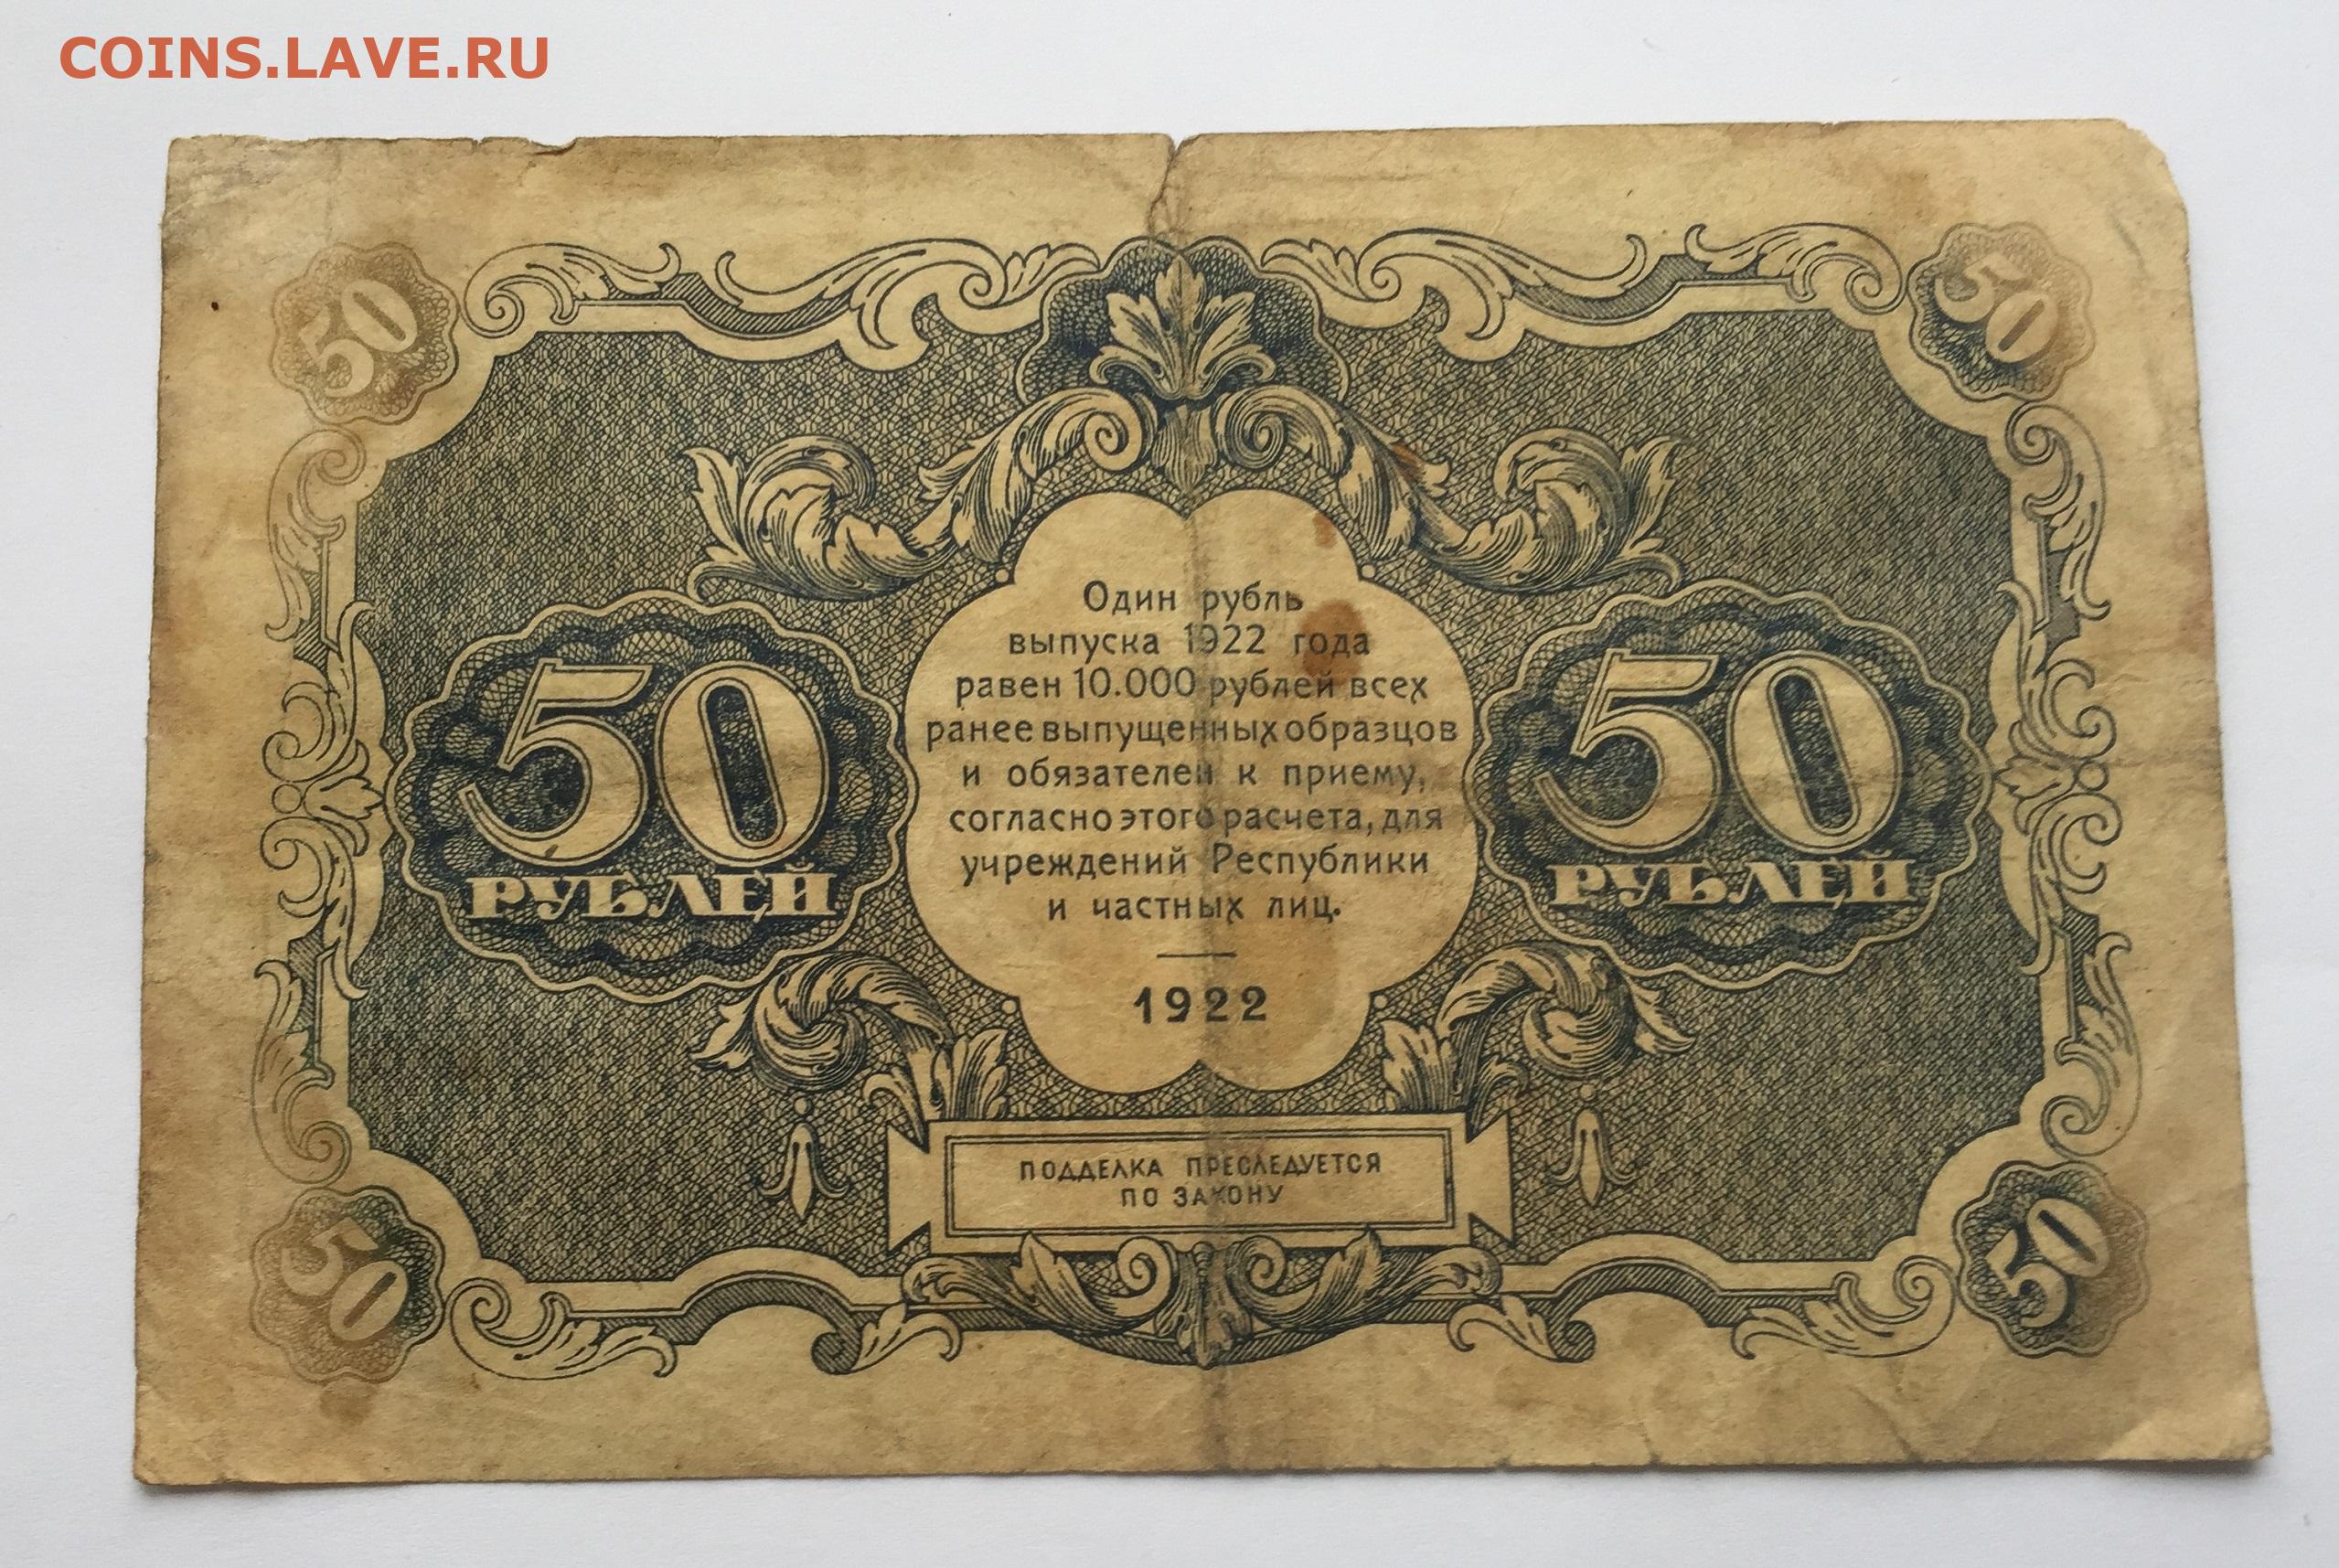 COINS.LAVE.RU
50 50
Один рубль
выпуска 1922 года
равен 10.000 рублей всех
ранее выпущенных образцов
и обязателен к приему,
согласно этого расчета, для
учреждений Республики
и частных лиц.
1922
50
РУБЛЕЙ
50
РУБЛЕЙ
ПОДДЕЛКА ПРЕСЛЕДУЕТСЯ
ПО ЗАКОНУ
50 50